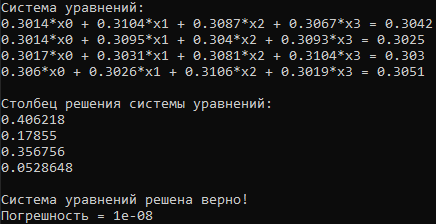 Система уравнений:
0.3014*x0 + 0.3104*x1 + 0.3087*x2 + 0.3067*x3 = 0.3042
0.3014*x0 + 0.3095*x1 + 0.304*x2 + 0.3093*x3 = 0.3025
0.3017*x0 + 0.3031*x1 + 0.3081*x2 + 0.3104*x3 = 0.303
0.306*x0 + 0.3026*x1 + 0.3106*x2 + 0.3019*x3 = 0.3051
Столбец решения системы уравнений:
0.406218
0.17855
0.356756
0.0528648
Система уравнений решена верно!
Погрешность = 1e-08